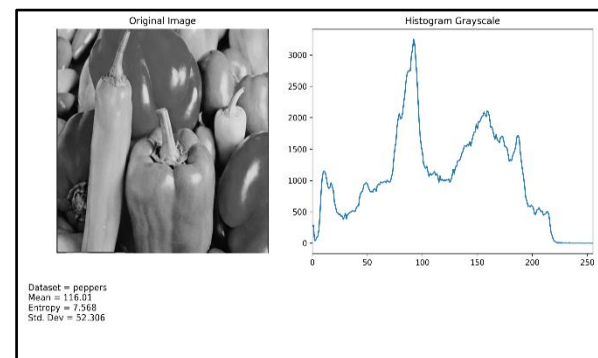 Original Image
Histogram Grayscale
3000
2500
2000
1500
1000
500
0
0 50 100 150 200 250
Dataset = peppers
Mean = 116.01
Entropy = 7.568
Std. Dev = 52.306